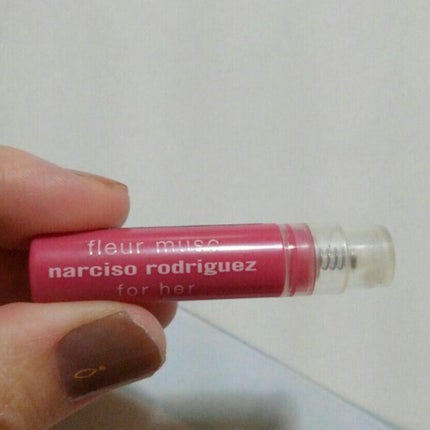 fleur musc
narciso rodriguez
for her